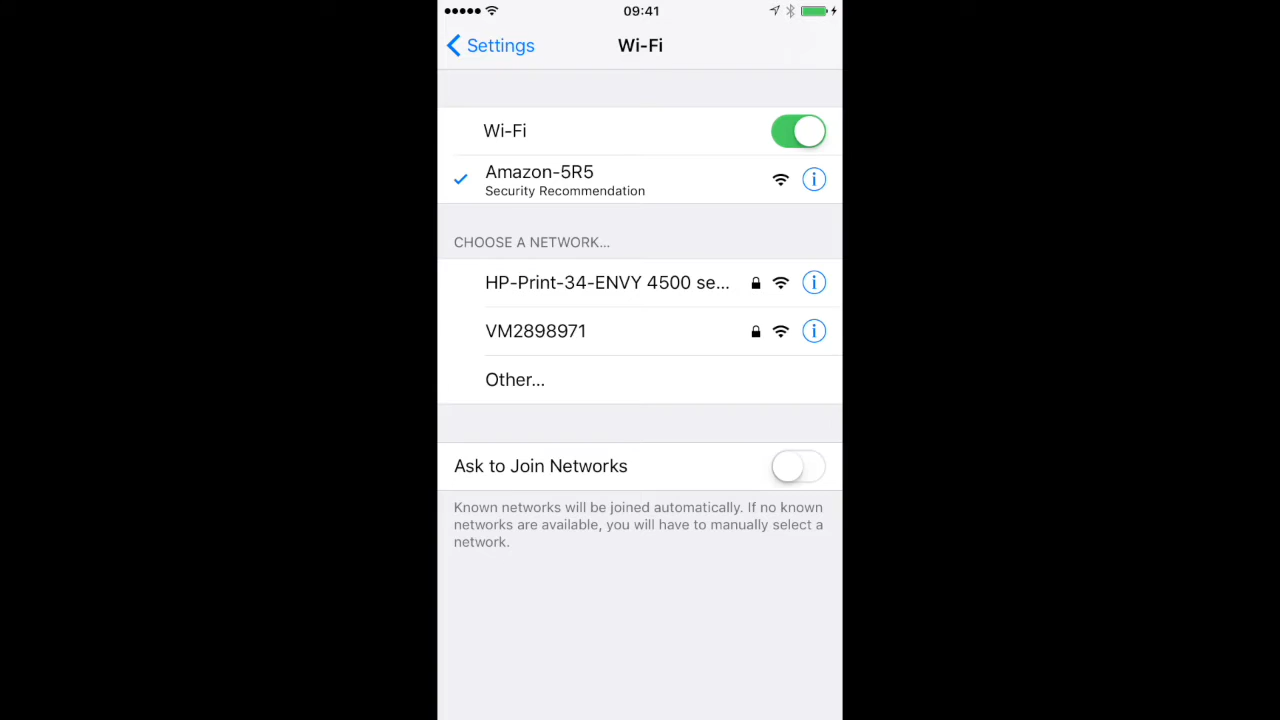 09:41
Settings
Wi-Fi
Wi-Fi
Amazon-5R5
Security Recommendation
CHOOSE A NETWORK...
HP-Print-34-ENVY 4500 se...
VM2898971
Other...
Ask to Join Networks
Known networks will be joined automatically. If no known
networks are available, you will have to manually select a
network.